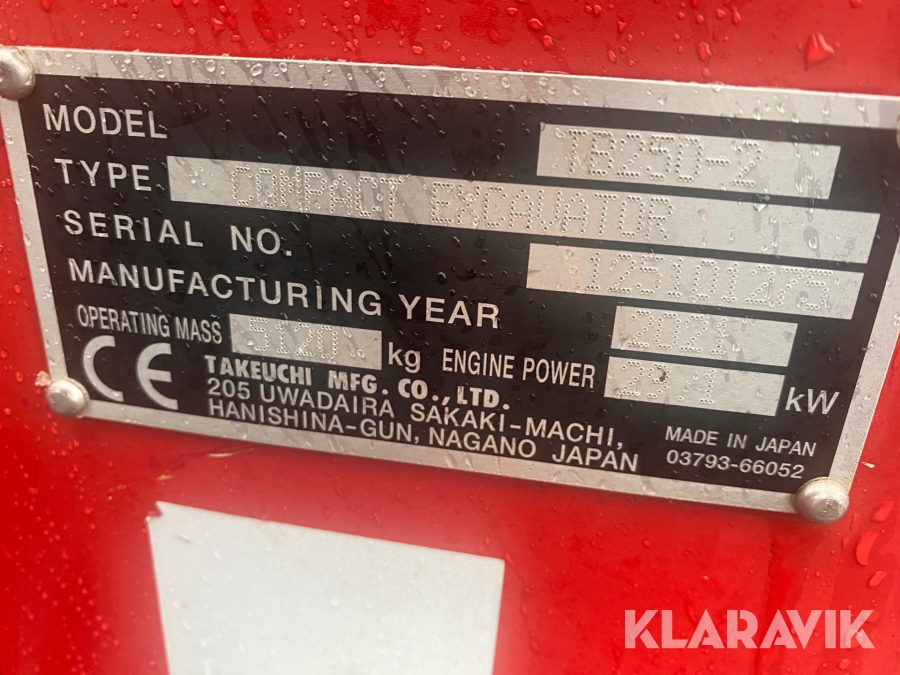 MODEL TB250-2
TYPE COMPACT EXCAVATOR
SERIAL NO.
MANUFACTURING YEAR 2021
OPERATING MASS kg ENGINE POWER kW
CE
TAKEUCHI MFG. CO., LTD.
205 UWADAIRA SAKAKI-MACHI,
HANISHINA-GUN, NAGANO JAPAN
MADE IN JAPAN
03793-66052
KLARAVIK